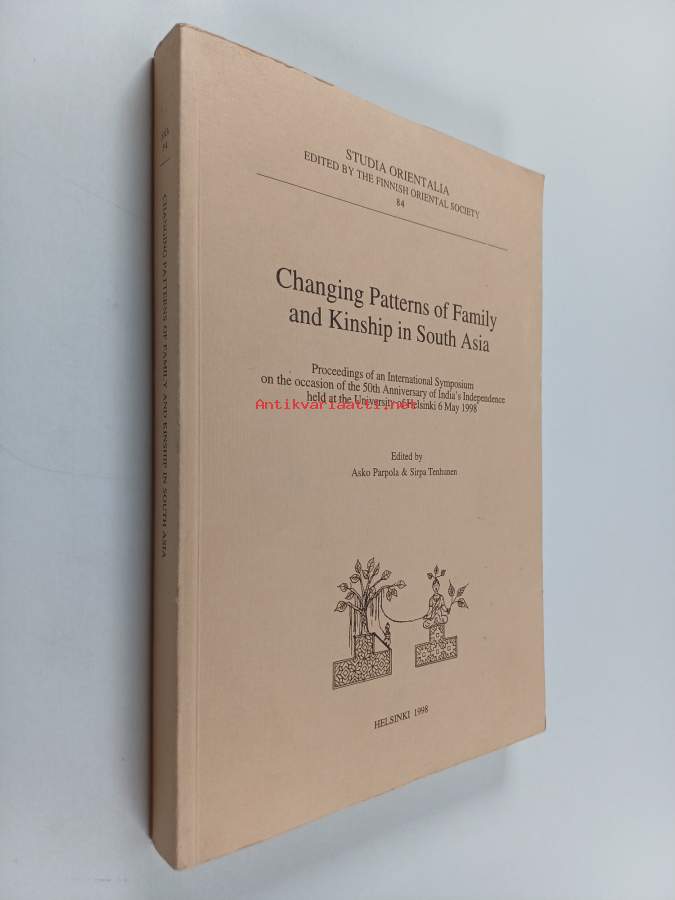 STUDIA ORIENTALIA
EDITED BY THE FINNISH ORIENTAL SOCIETY
84
Changing Patterns of Family
and Kinship in South Asia
Proceedings of an International Symposium
on the occasion of the 50th Anniversary of India's Independence
held at the University of Helsinki 6 May 1998
Antikvariaatti.net
Edited by
Asko Parpola & Sirpa Tenhunen
HELSINKI 1998
CHANGING PATTERNS OF FAMILY AND KINSHIP IN SOUTH ASIA